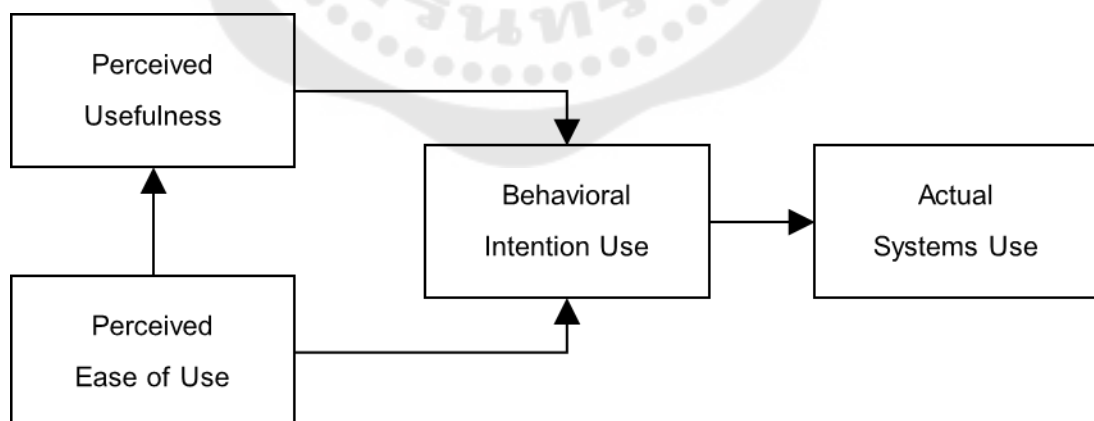 Perceived
Usefulness
Behavioral
Intention Use
Actual
Systems Use
Perceived
Ease of Use